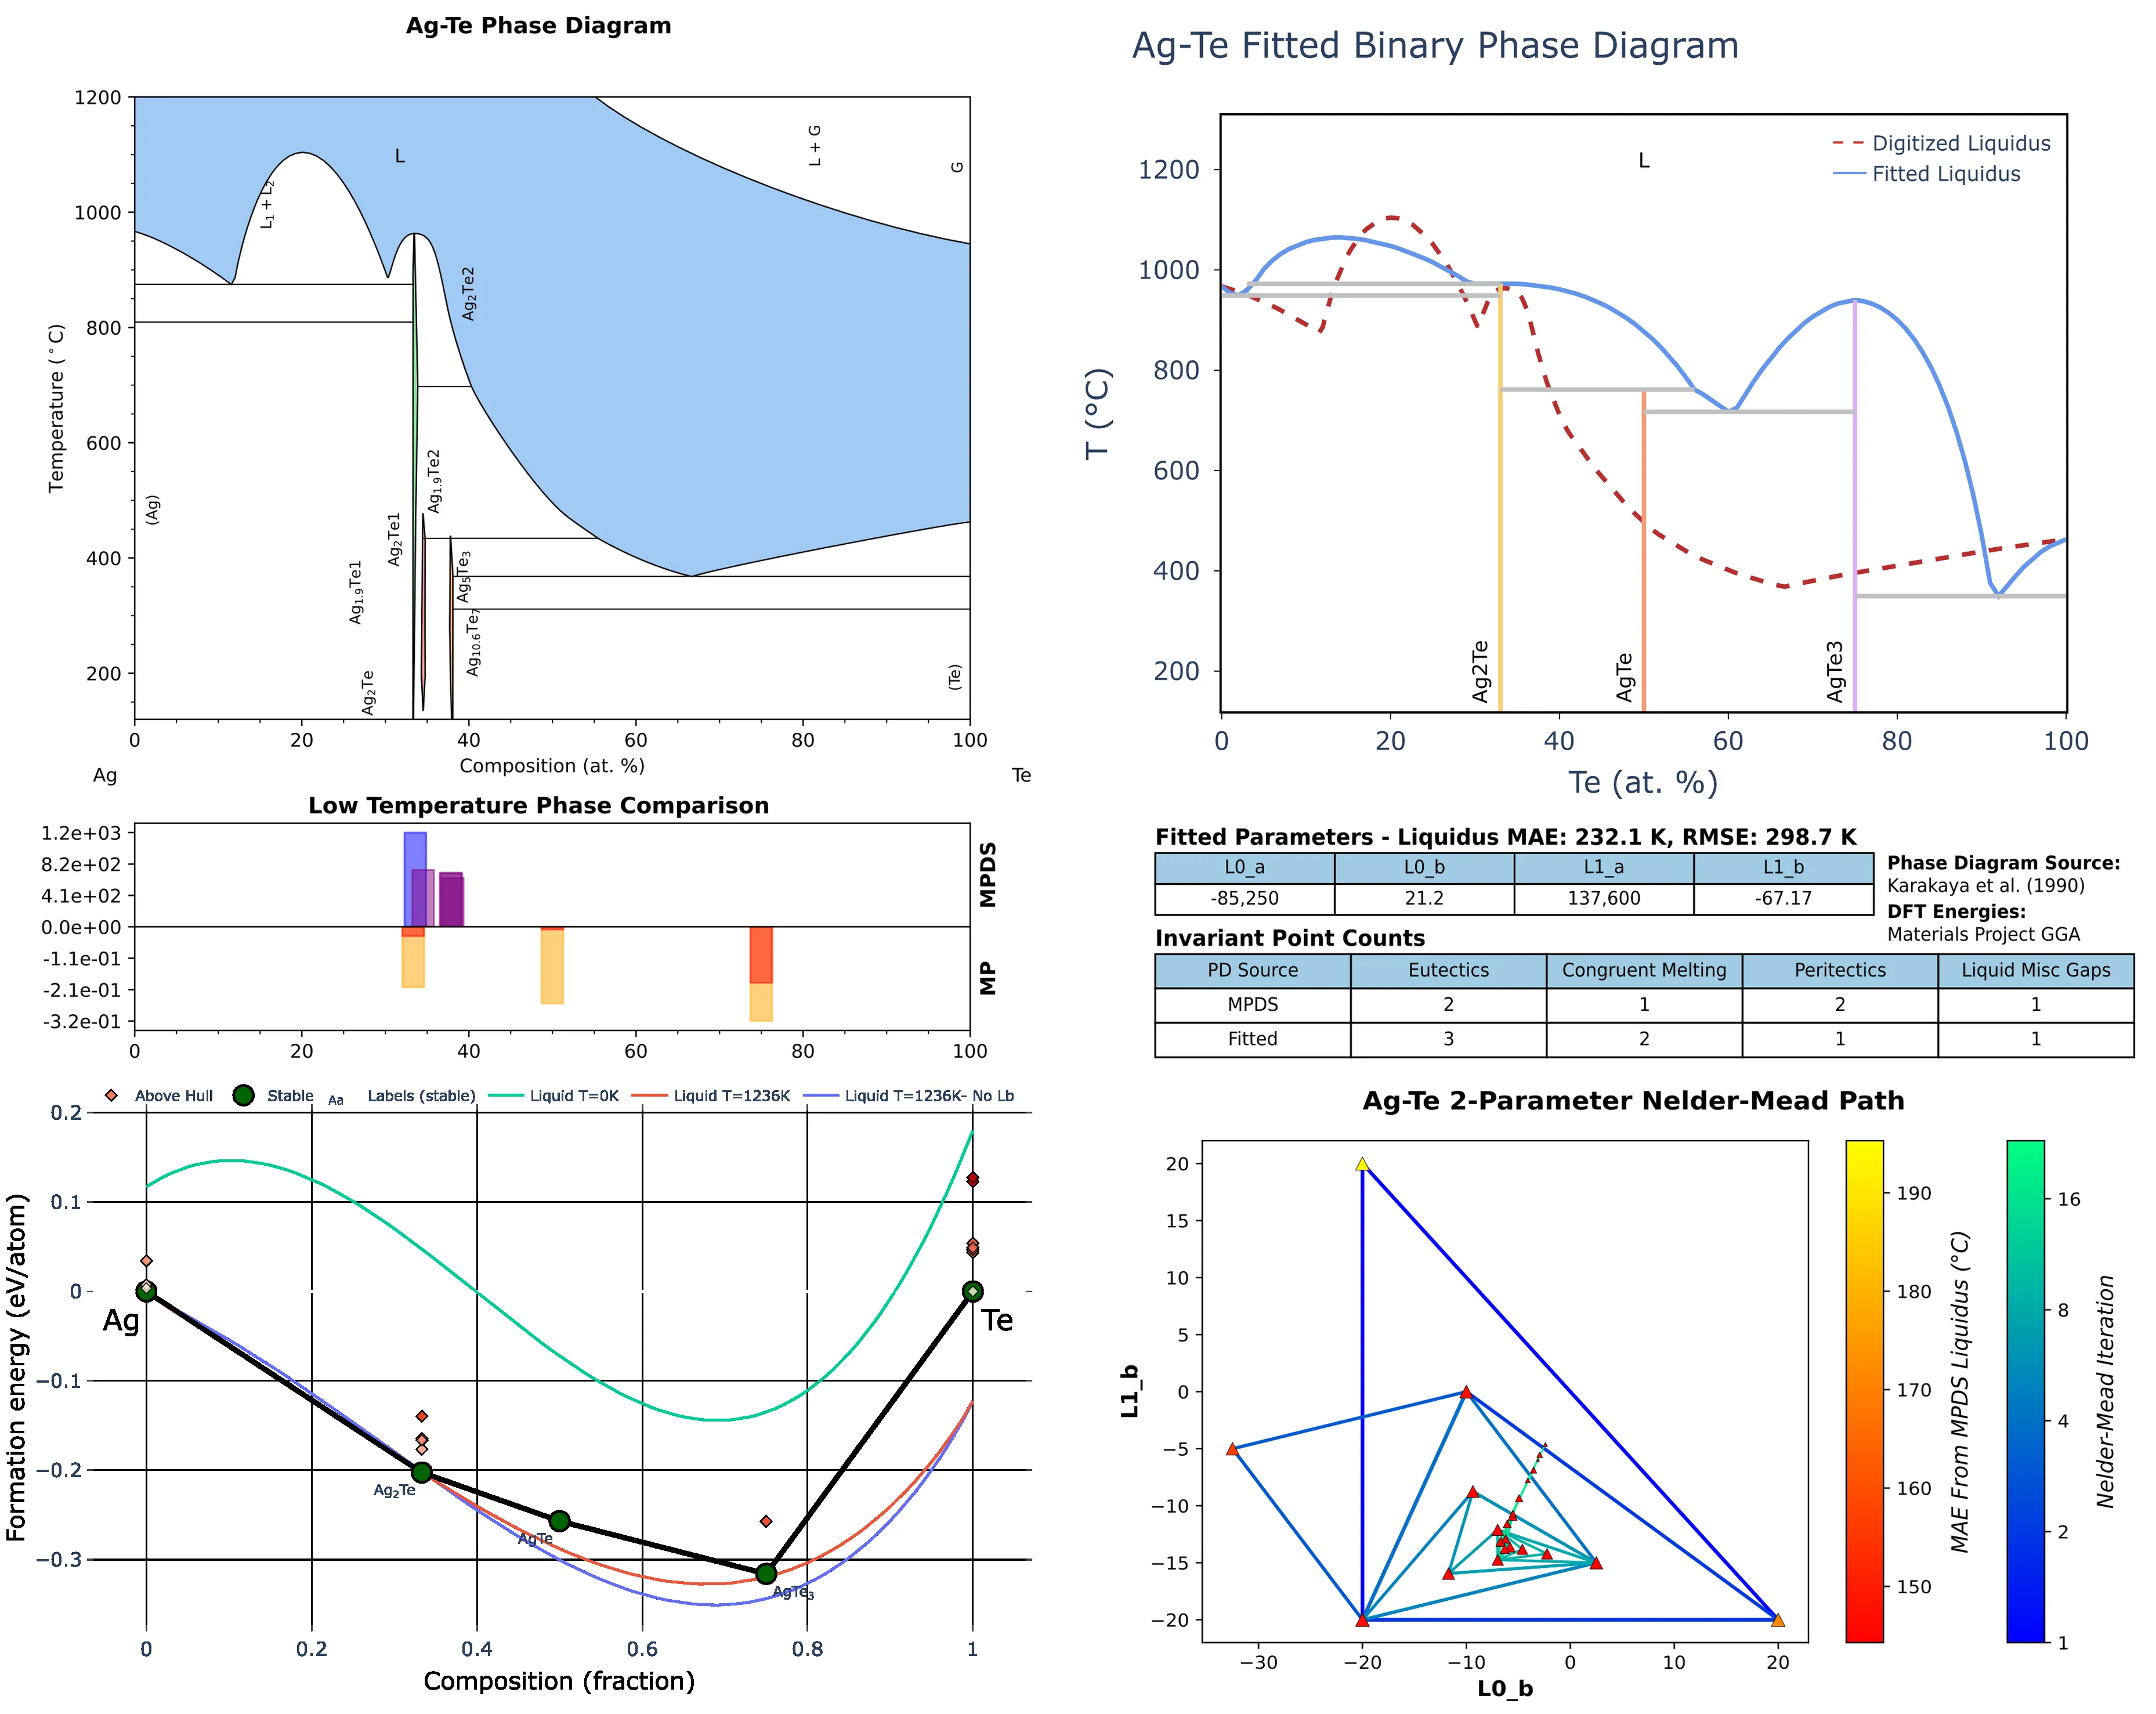 Ag-Te Phase Diagram
1200
1000
800
600
400
200
Temperature (°C)
L
L + G
G
L₁ + L₂
Ag₂Te2
Ag₁.₉Te2
Ag₂Te1
Ag₁.₉Te1
Ag₅Te₃
Ag₁₀.₆Te₇
Ag₂Te
(Ag)
(Te)
0 20 40 60 80 100
Composition (at. %)
Ag Te
Ag-Te Fitted Binary Phase Diagram
L
Digitized Liquidus
Fitted Liquidus
1200
1000
800
600
400
200
T (°C)
Ag2Te
AgTe
AgTe3
0 20 40 60 80 100
Te (at. %)
Low Temperature Phase Comparison
1.2e+03
8.2e+02
4.1e+02
0.0e+00
-1.1e-01
-2.1e-01
-3.2e-01
MPDS
MP
0 20 40 60 80 100
Fitted Parameters - Liquidus MAE: 232.1 K, RMSE: 298.7 K
L0_a L0_b L1_a L1_b
-85,250 21.2 137,600 -67.17
Phase Diagram Source:
Karakaya et al. (1990)
DFT Energies:
Materials Project GGA
Invariant Point Counts
PD Source Eutectics Congruent Melting Peritectics Liquid Misc Gaps
MPDS 2 1 2 1
Fitted 3 2 1 1
Above Hull Stable Aa Labels (stable) Liquid T=0K Liquid T=1236K Liquid T=1236K- No Lb
0.2
0.1
0
−0.1
−0.2
−0.3
Formation energy (eV/atom)
Ag
Te
Ag₂Te
AgTe
AgTe₃
0 0.2 0.4 0.6 0.8 1
Composition (fraction)
Ag-Te 2-Parameter Nelder-Mead Path
20
15
10
5
0
−5
−10
−15
−20
L1_b
−30 −20 −10 0 10 20
L0_b
190
180
170
160
150
MAE From MPDS Liquidus (°C)
16
8
4
2
1
Nelder-Mead Iteration